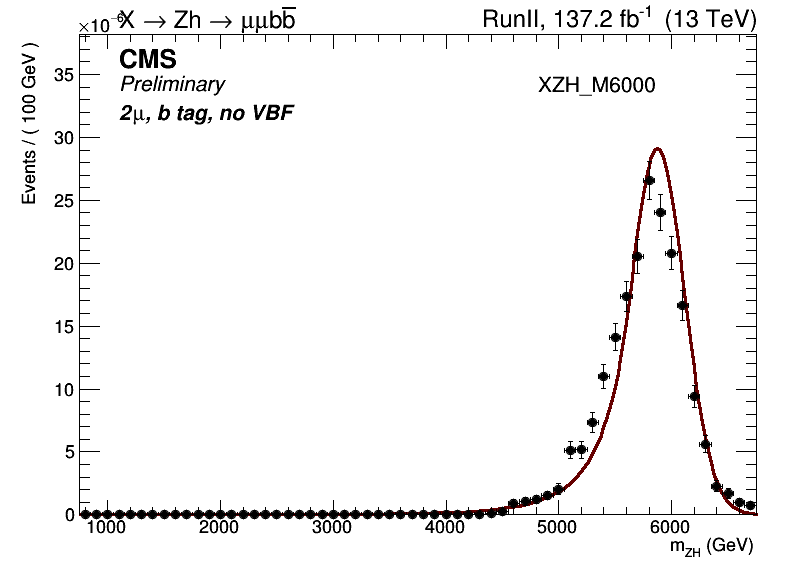 ×10⁻⁶ X → Zh → μμbb̅ RunII, 137.2 fb⁻¹ (13 TeV)
CMS
Preliminary
2μ, b tag, no VBF
XZH_M6000
Events / ( 100 GeV )
35
30
25
20
15
10
5
0
1000 2000 3000 4000 5000 6000
m_ZH (GeV)